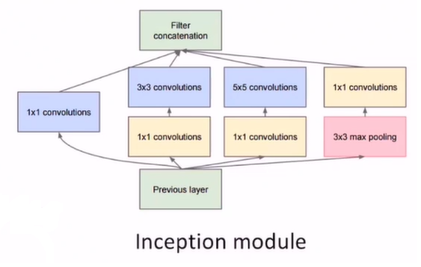 Filter
concatenation
3x3 convolutions
5x5 convolutions
1x1 convolutions
1x1 convolutions
1x1 convolutions
1x1 convolutions
3x3 max pooling
Previous layer
Inception module